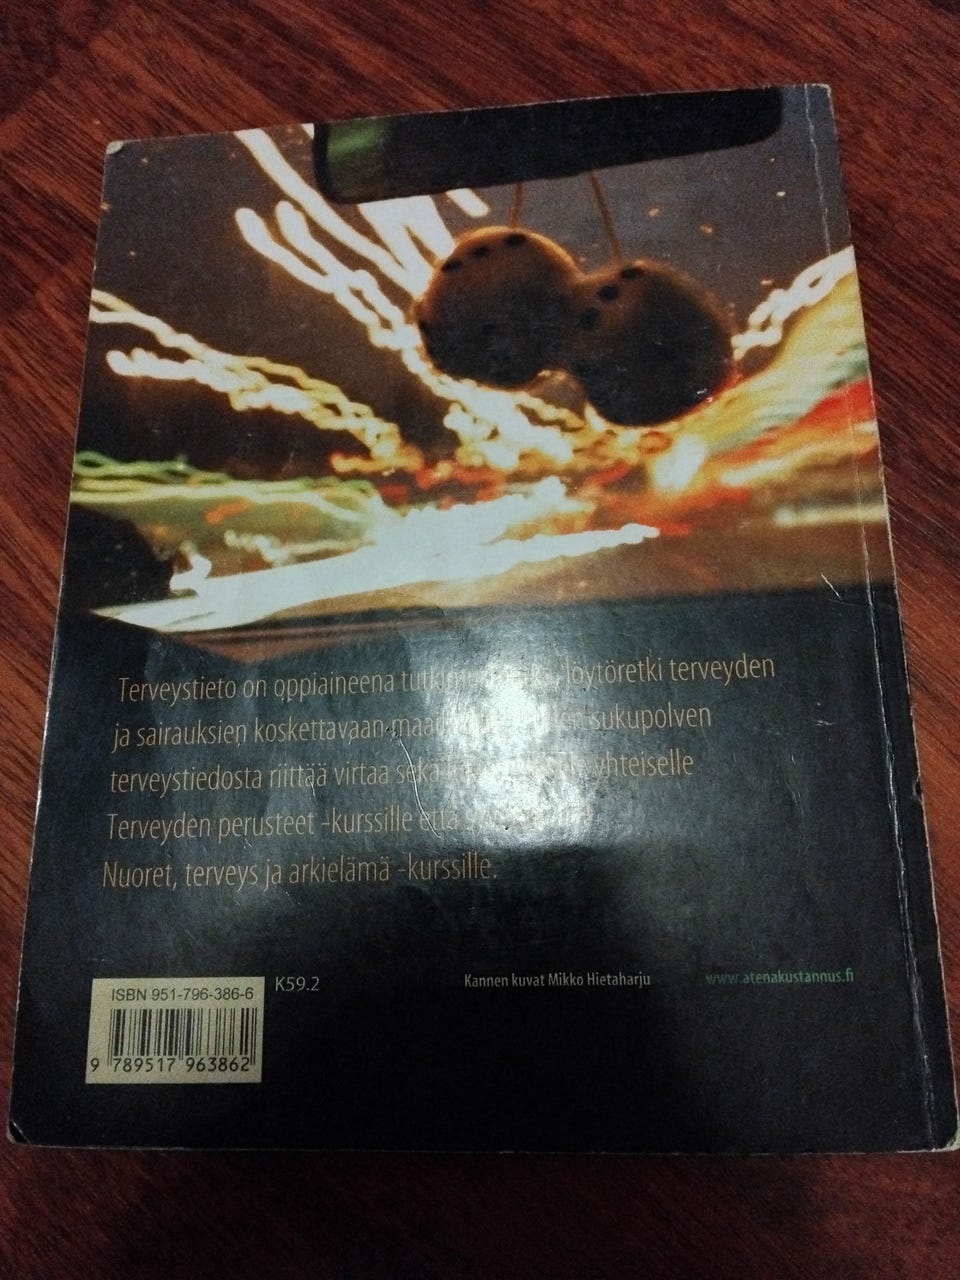 Terveystieto on oppiaineena löytöretki terveyden
ja sairauksien koskettavaan sukupolven
terveystiedosta riittää virtaa sekä yhteiselle
Terveyden perusteet -kurssille että
Nuoret, terveys ja arkielämä -kurssille.
ISBN 951-796-386-6
K59.2
Kannen kuvat Mikko Hietaharju
www.atenakustannus.fi
9 789517 963862